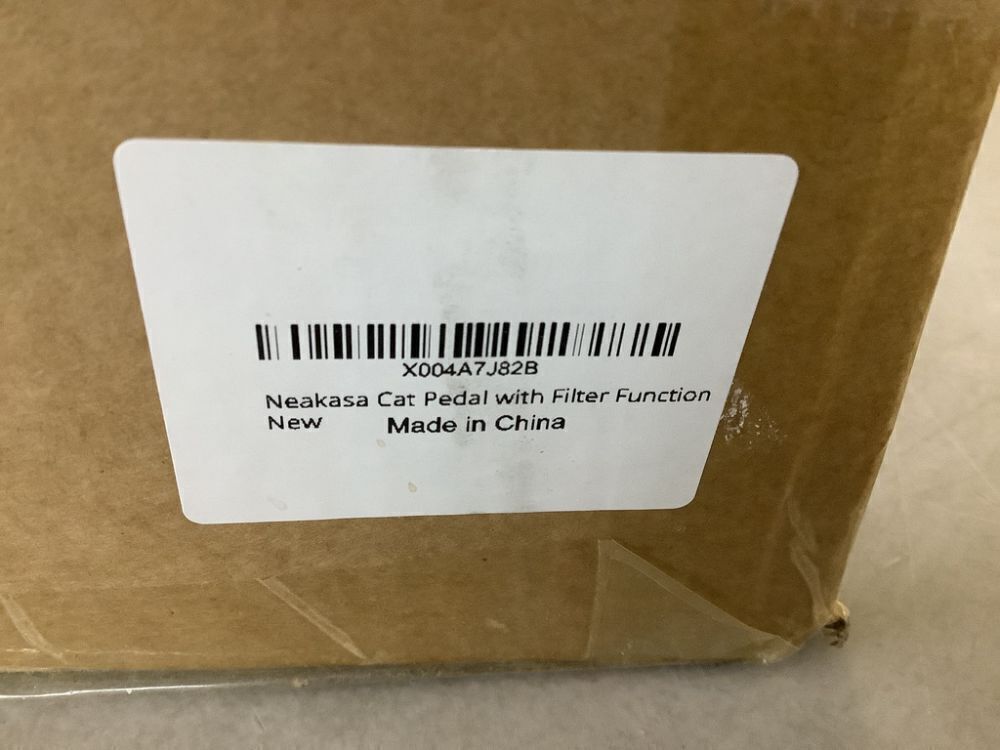 X004A7J82B
Neakasa Cat Pedal with Filter Function
New Made in China